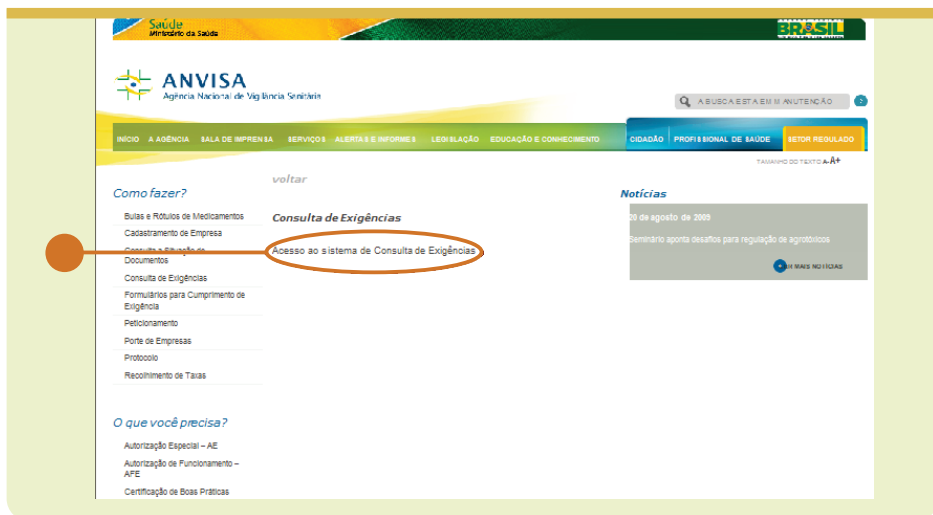 Saúde
Ministério da Saúde
BRASIL
ANVISA
Agência Nacional de Vigilância Sanitária
A BUSCA ESTA EM MANUTENCÃO
INÍCIO A AGÊNCIA SALA DE IMPRENSA SERVIÇOS ALERTAS E INFORMES LEGISLAÇÃO EDUCAÇÃO E CONHECIMENTO CIDADÃO PROFISSIONAL DE SAÚDE SETOR REGULADO
TAMANHO DO TEXTO A- A+
voltar
Como fazer?
Bulas e Rótulos de Medicamentos
Cadastramento de Empresa
Consulta a Situação de
Documentos
Consulta de Exigências
Formulários para Cumprimento de
Exigência
Peticionamento
Porte de Empresas
Protocolo
Recolhimento de Taxas
Consulta de Exigências
Acesso ao sistema de Consulta de Exigências
Notícias
20 de agosto de 2009
Seminário aponta desafios para regulação de agrotóxicos
MAIS NOTÍCIAS
O que você precisa?
Autorização Especial – AE
Autorização de Funcionamento –
AFE
Certificação de Boas Práticas